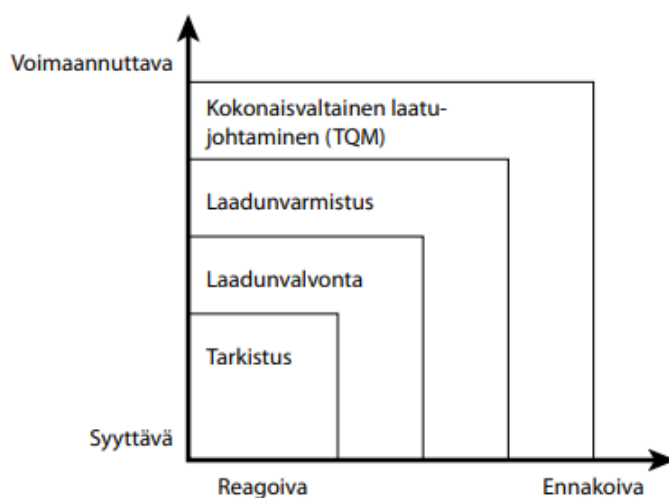 Voimaannuttava
Kokonaisvaltainen laatu-
johtaminen (TQM)
Laadunvarmistus
Laadunvalvonta
Tarkistus
Syyttävä
Reagoiva
Ennakoiva